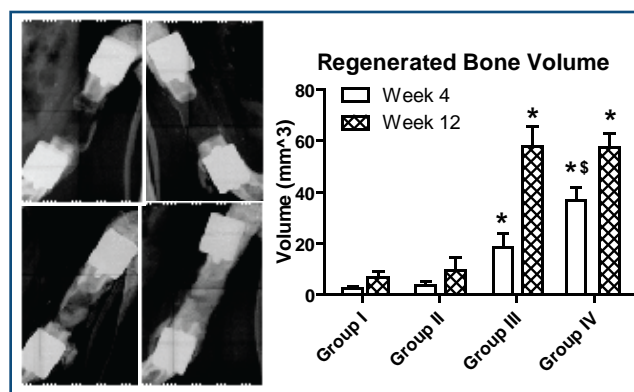 Regenerated Bone Volume
Week 4
Week 12
Volume (mm^3)
80
60
40
20
0
*
*
*
* $
*
Group I
Group II
Group III
Group IV